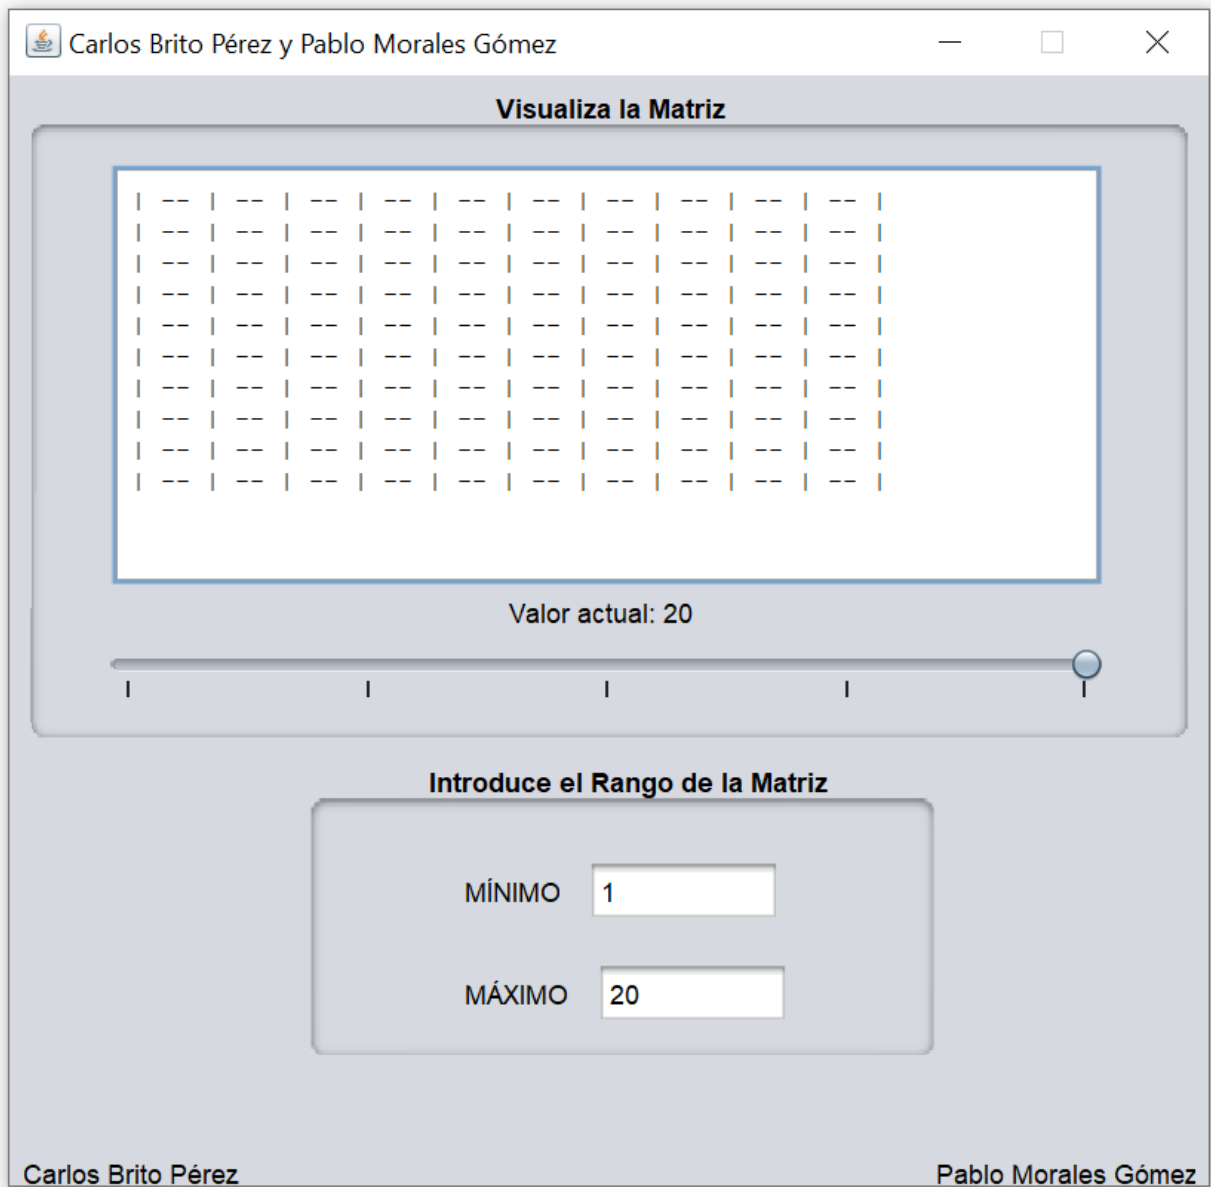 Carlos Brito Pérez y Pablo Morales Gómez
Visualiza la Matriz
| -- | -- | -- | -- | -- | -- | -- | -- | -- | -- |
| -- | -- | -- | -- | -- | -- | -- | -- | -- | -- |
| -- | -- | -- | -- | -- | -- | -- | -- | -- | -- |
| -- | -- | -- | -- | -- | -- | -- | -- | -- | -- |
| -- | -- | -- | -- | -- | -- | -- | -- | -- | -- |
| -- | -- | -- | -- | -- | -- | -- | -- | -- | -- |
| -- | -- | -- | -- | -- | -- | -- | -- | -- | -- |
| -- | -- | -- | -- | -- | -- | -- | -- | -- | -- |
| -- | -- | -- | -- | -- | -- | -- | -- | -- | -- |
| -- | -- | -- | -- | -- | -- | -- | -- | -- | -- |
Valor actual: 20
Introduce el Rango de la Matriz
MÍNIMO 1
MÁXIMO 20
Carlos Brito Pérez Pablo Morales Gómez